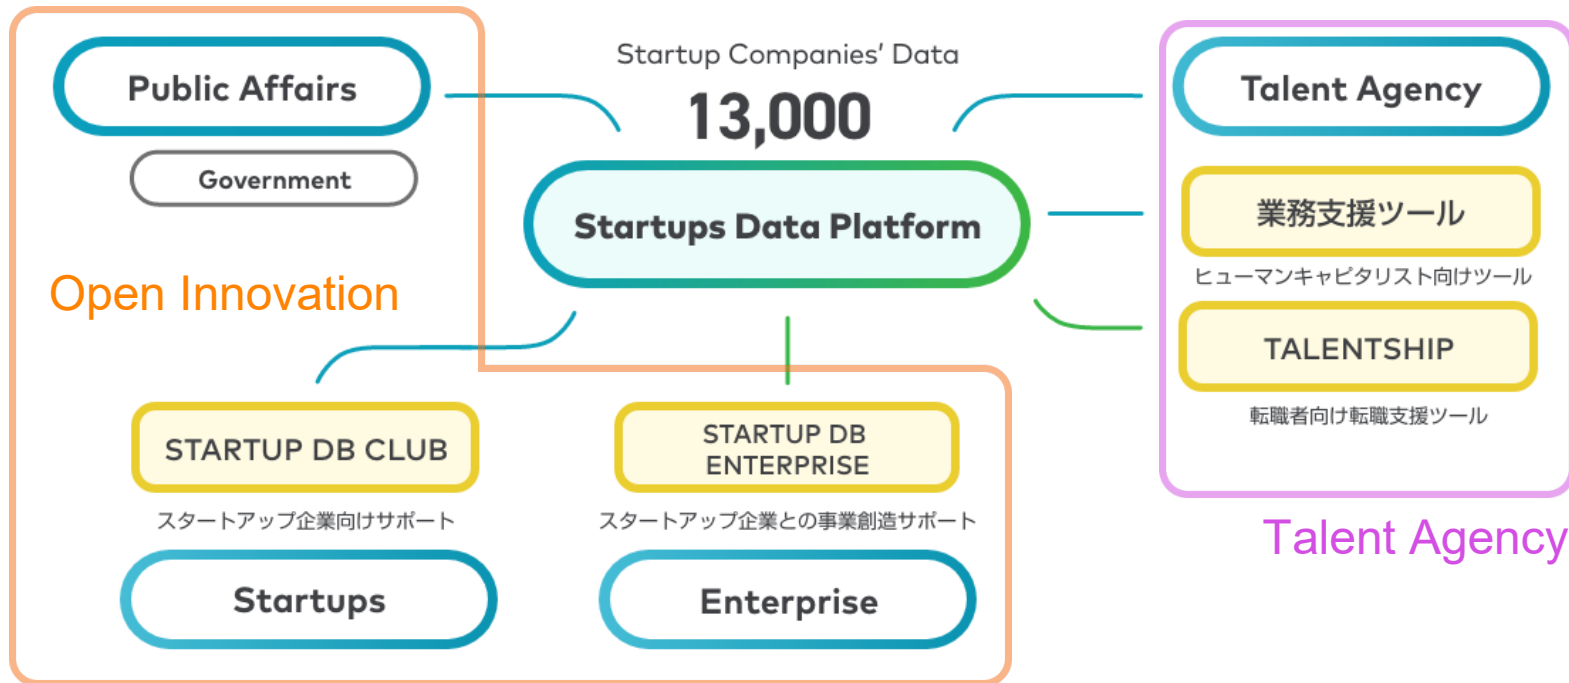 Public Affairs
Government
Open Innovation
Startup Companies’ Data
13,000
Startups Data Platform
Talent Agency
業務支援ツール
ヒューマンキャピタリスト向けツール
TALENTSHIP
転職者向け転職支援ツール
Talent Agency
STARTUP DB CLUB
スタートアップ企業向けサポート
Startups
STARTUP DB
ENTERPRISE
スタートアップ企業との事業創造サポート
Enterprise